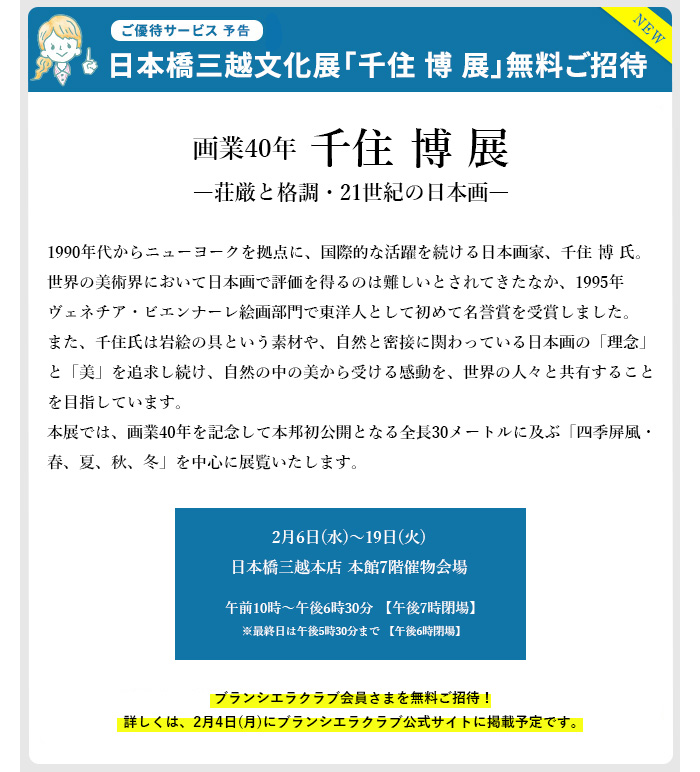 NEW
ご優待サービス 予告
日本橋三越文化展「千住 博 展」無料ご招待
画業40年 千住 博 展
―荘厳と格調・21世紀の日本画―
1990年代からニューヨークを拠点に、国際的な活躍を続ける日本画家、千住 博 氏。
世界の美術界において日本画で評価を得るのは難しいとされてきたなか、1995年
ヴェネチア・ビエンナーレ絵画部門で東洋人として初めて名誉賞を受賞しました。
また、千住氏は岩絵の具という素材や、自然と密接に関わっている日本画の「理念」
と「美」を追求し続け、自然の中の美から受ける感動を、世界の人々と共有すること
を目指しています。
本展では、画業40年を記念して本邦初公開となる全長30メートルに及ぶ「四季屏風・
春、夏、秋、冬」を中心に展覧いたします。
2月6日(水)～19日(火)
日本橋三越本店 本館7階催物会場
午前10時～午後6時30分 【午後7時閉場】
※最終日は午後5時30分まで 【午後6時閉場】
ブランシエラクラブ会員さまを無料ご招待！
詳しくは、2月4日(月)にブランシエラクラブ公式サイトに掲載予定です。